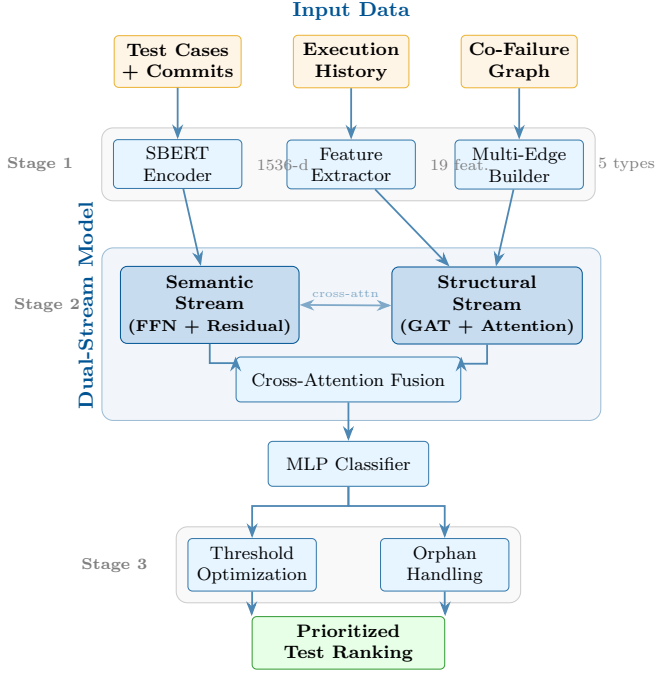 Input Data
Test Cases
+ Commits
Execution
History
Co-Failure
Graph
Stage 1
SBERT
Encoder
1536-d
Feature
Extractor
19 feat.
Multi-Edge
Builder
5 types
Dual-Stream Model
Stage 2
Semantic
Stream
(FFN + Residual)
cross-attn
Structural
Stream
(GAT + Attention)
Cross-Attention Fusion
MLP Classifier
Stage 3
Threshold
Optimization
Orphan
Handling
Prioritized
Test Ranking